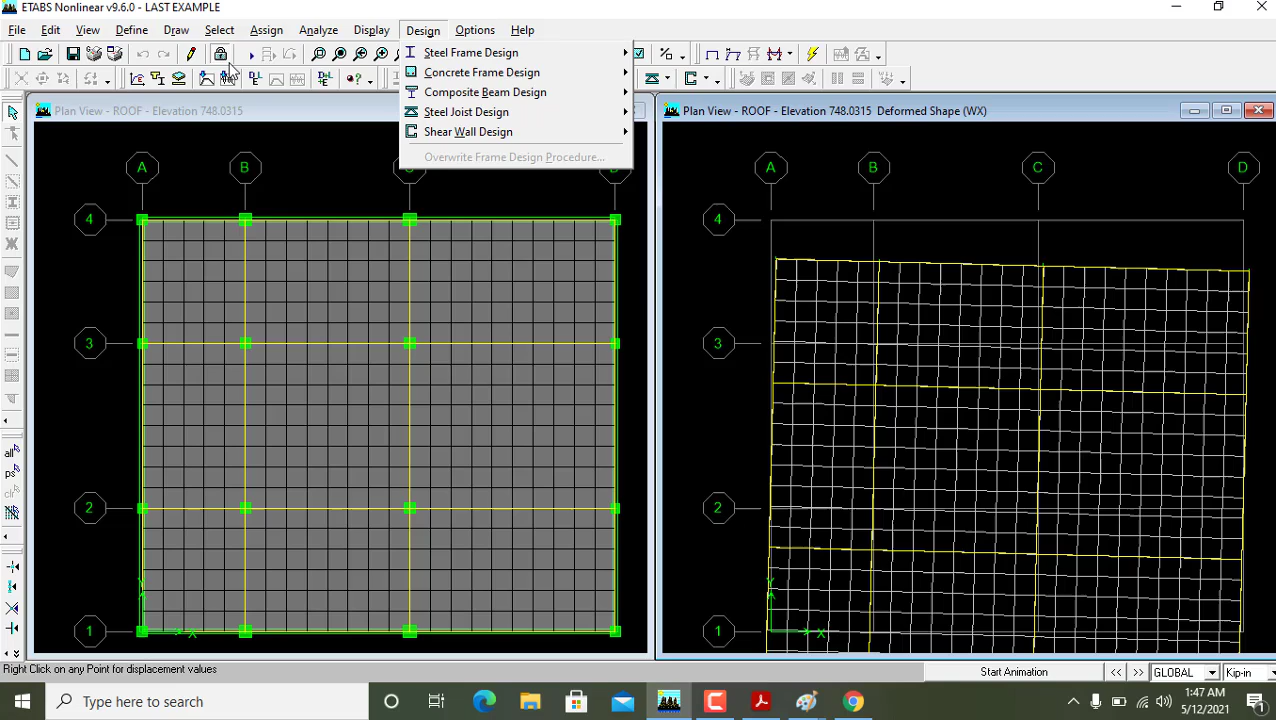 ETABS Nonlinear v9.6.0 - LAST EXAMPLE
File Edit View Define Draw Select Assign Analyze Display Design Options Help
Steel Frame Design
Concrete Frame Design
Composite Beam Design
Steel Joist Design
Shear Wall Design
Overwrite Frame Design Procedure...
all
ps
clr
Plan View - ROOF - Elevation 748.0315
A B
4
3
2
1
Y
X
Plan View - ROOF - Elevation 748.0315 Deformed Shape (WX)
A B C D
4
3
2
1
Y
X
Right Click on any Point for displacement values
Start Animation << >> GLOBAL Kip-in
Type here to search
1:47 AM
5/12/2021